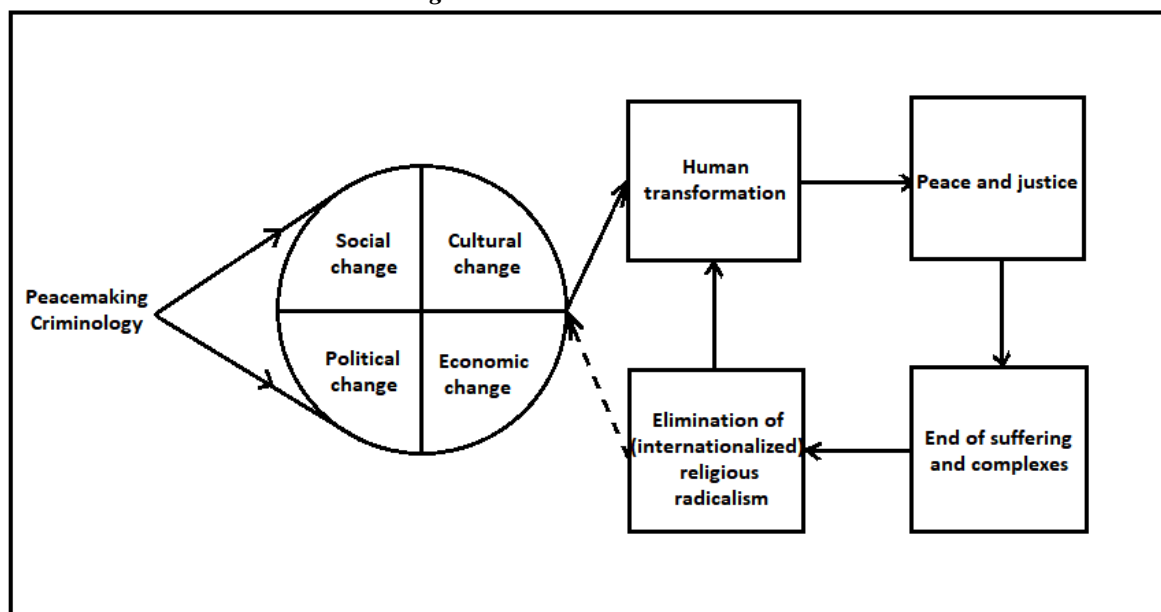 Peacemaking
Criminology
Social
change
Cultural
change
Political
change
Economic
change
Human
transformation
Peace and justice
Elimination of
(internationalized)
religious
radicalism
End of suffering
and complexes